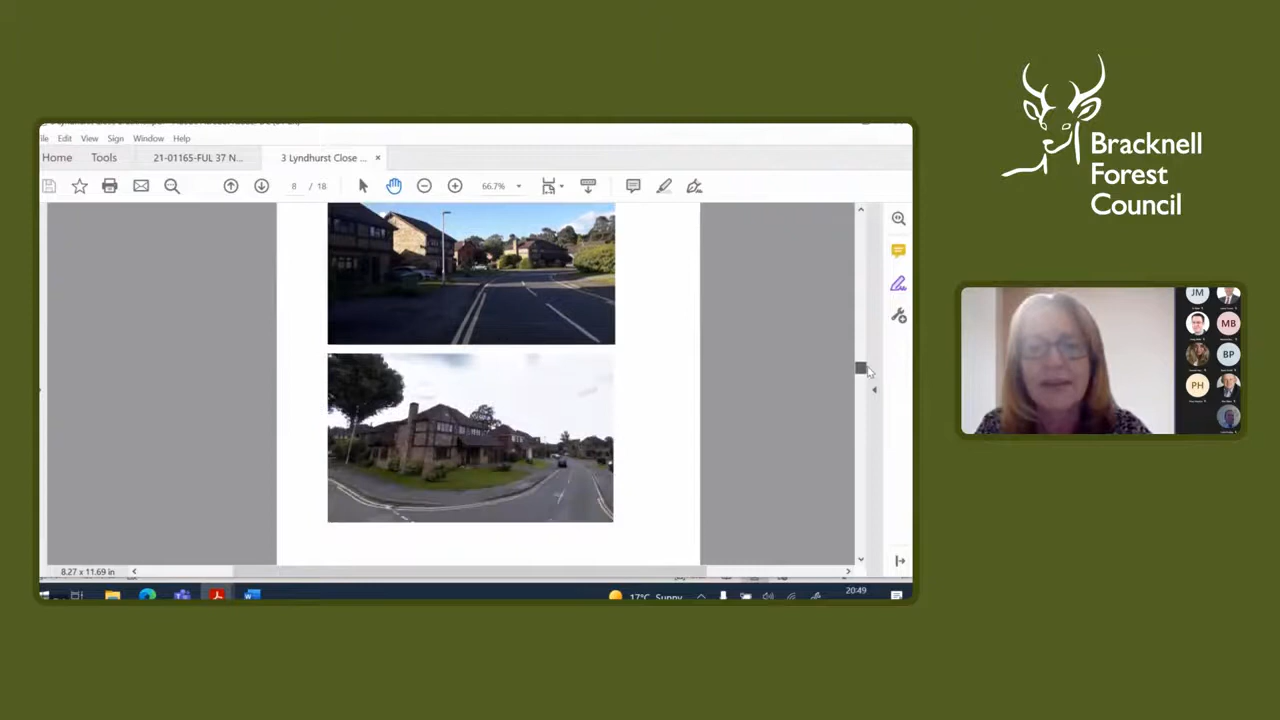 Edit View Sign Window Help
Home Tools 21-01165-FUL 37 N... 3 Lyndhurst Close ... ×
8 / 18 66.7%
8.27 x 11.69 in
17°C Sunny 20:49
Bracknell
Forest
Council
JM
MB
BP
PH